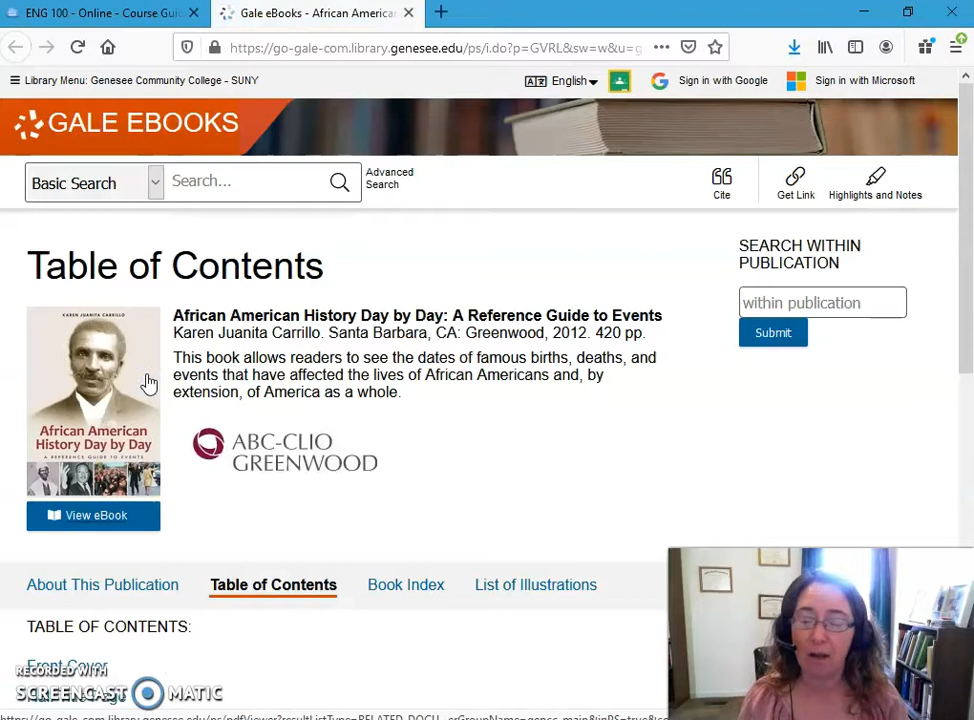 ENG 100 - Online - Course Gui
Gale eBooks - African America
https://go-gale-com.library.genesee.edu/ps/i.do?p=GVRL&sw=w&u=g
Library Menu: Genesee Community College - SUNY
English
Sign in with Google
Sign in with Microsoft
GALE EBOOKS
Basic Search
Search...
Advanced
Search
Cite
Get Link
Highlights and Notes
Table of Contents
SEARCH WITHIN
PUBLICATION
within publication
Submit
KAREN JUANITA CARRILLO
African American
History Day by Day
A REFERENCE GUIDE TO EVENTS
View eBook
African American History Day by Day: A Reference Guide to Events
Karen Juanita Carrillo. Santa Barbara, CA: Greenwood, 2012. 420 pp.
This book allows readers to see the dates of famous births, deaths, and
events that have affected the lives of African Americans and, by
extension, of America as a whole.
ABC-CLIO
GREENWOOD
About This Publication
Table of Contents
Book Index
List of Illustrations
TABLE OF CONTENTS:
Front Cover
RECORDED WITH
SCREENCAST MATIC